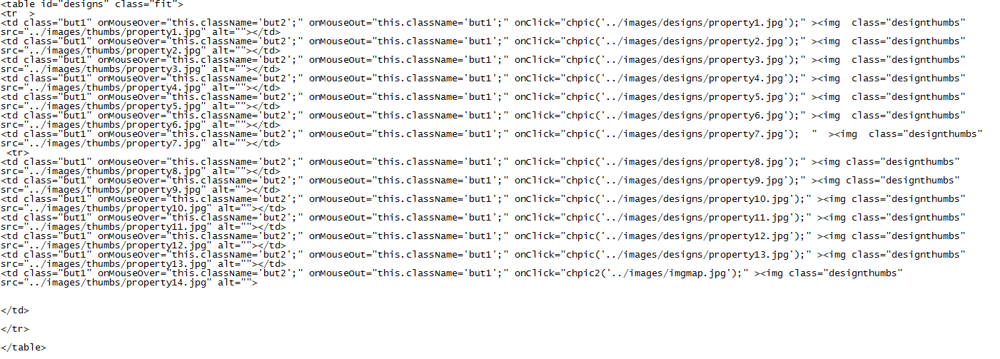 <table id="designs" class="fit">
<tr  >
<td class="but1" onMouseOver="this.className='but2';" onMouseOut="this.className='but1';" onClick="chpic('../images/designs/property1.jpg');" ><img  class="designthumbs"
src="../images/thumbs/property1.jpg" alt=""></td>
<td class="but1" onMouseOver="this.className='but2';" onMouseOut="this.className='but1';" onClick="chpic('../images/designs/property2.jpg');" ><img  class="designthumbs"
src="../images/thumbs/property2.jpg" alt=""></td>
<td class="but1" onMouseOver="this.className='but2';" onMouseOut="this.className='but1';" onClick="chpic('../images/designs/property3.jpg');" ><img  class="designthumbs"
src="../images/thumbs/property3.jpg" alt=""></td>
<td class="but1" onMouseOver="this.className='but2';" onMouseOut="this.className='but1';" onClick="chpic('../images/designs/property4.jpg');" ><img  class="designthumbs"
src="../images/thumbs/property4.jpg" alt=""></td>
<td class="but1" onMouseOver="this.className='but2';" onMouseOut="this.className='but1';" onClick="chpic('../images/designs/property5.jpg');" ><img  class="designthumbs"
src="../images/thumbs/property5.jpg" alt=""></td>
<td class="but1" onMouseOver="this.className='but2';" onMouseOut="this.className='but1';" onClick="chpic('../images/designs/property6.jpg');" ><img  class="designthumbs"
src="../images/thumbs/property6.jpg" alt=""></td>
<td class="but1" onMouseOver="this.className='but2';" onMouseOut="this.className='but1';" onClick="chpic('../images/designs/property7.jpg');  "  ><img  class="designthumbs"
src="../images/thumbs/property7.jpg" alt=""></td>
 <tr>
<td class="but1" onMouseOver="this.className='but2';" onMouseOut="this.className='but1';" onClick="chpic('../images/designs/property8.jpg');" ><img class="designthumbs"
src="../images/thumbs/property8.jpg" alt=""></td>
<td class="but1" onMouseOver="this.className='but2';" onMouseOut="this.className='but1';" onClick="chpic('../images/designs/property9.jpg');" ><img class="designthumbs"
src="../images/thumbs/property9.jpg" alt=""></td>
<td class="but1" onMouseOver="this.className='but2';" onMouseOut="this.className='but1';" onClick="chpic('../images/designs/property10.jpg');" ><img class="designthumbs"
src="../images/thumbs/property10.jpg" alt=""></td>
<td class="but1" onMouseOver="this.className='but2';" onMouseOut="this.className='but1';" onClick="chpic('../images/designs/property11.jpg');" ><img class="designthumbs"
src="../images/thumbs/property11.jpg" alt=""></td>
<td class="but1" onMouseOver="this.className='but2';" onMouseOut="this.className='but1';" onClick="chpic('../images/designs/property12.jpg');" ><img class="designthumbs"
src="../images/thumbs/property12.jpg" alt=""></td>
<td class="but1" onMouseOver="this.className='but2';" onMouseOut="this.className='but1';" onClick="chpic('../images/designs/property13.jpg');" ><img class="designthumbs"
src="../images/thumbs/property13.jpg" alt=""></td>
<td class="but1" onMouseOver="this.className='but2';" onMouseOut="this.className='but1';" onClick="chpic2('../images/imgmap.jpg');" ><img class="designthumbs"
src="../images/thumbs/property14.jpg" alt="">
</td>
</tr>
</table>